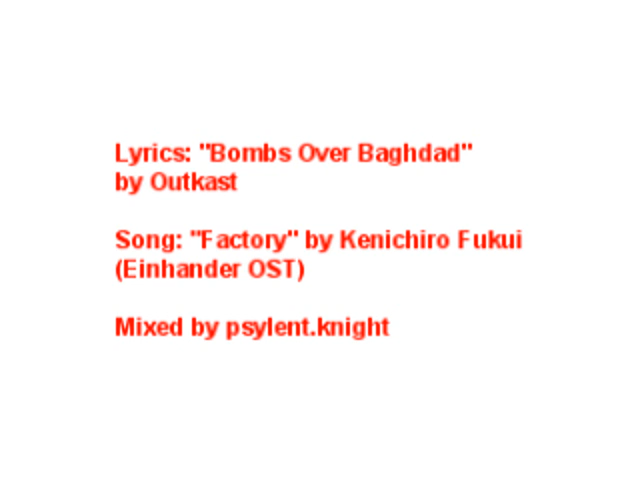 Lyrics: "Bombs Over Baghdad"
by Outkast
Song: "Factory" by Kenichiro Fukui
(Einhander OST)
Mixed by psylent.knight